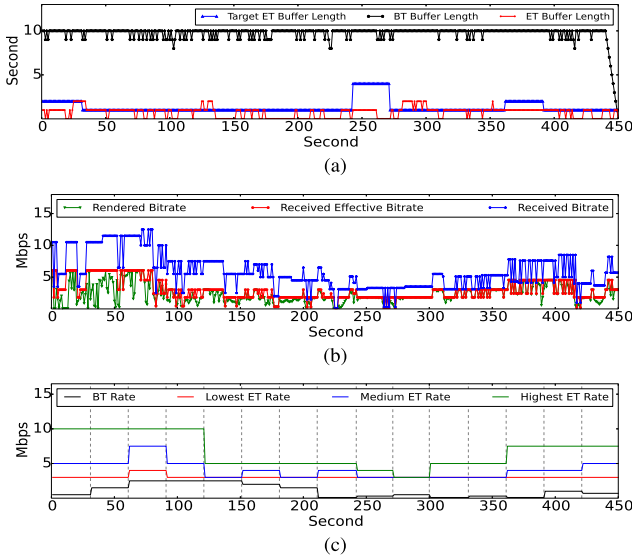 Target ET Buffer Length BT Buffer Length ET Buffer Length
10
5
Second
0 50 100 150 200 250 300 350 400 450
Second
(a)
Rendered Bitrate Received Effective Bitrate Received Bitrate
15
10
5
Mbps
0 50 100 150 200 250 300 350 400 450
Second
(b)
BT Rate Lowest ET Rate Medium ET Rate Highest ET Rate
15
10
5
Mbps
0 50 100 150 200 250 300 350 400 450
Second
(c)